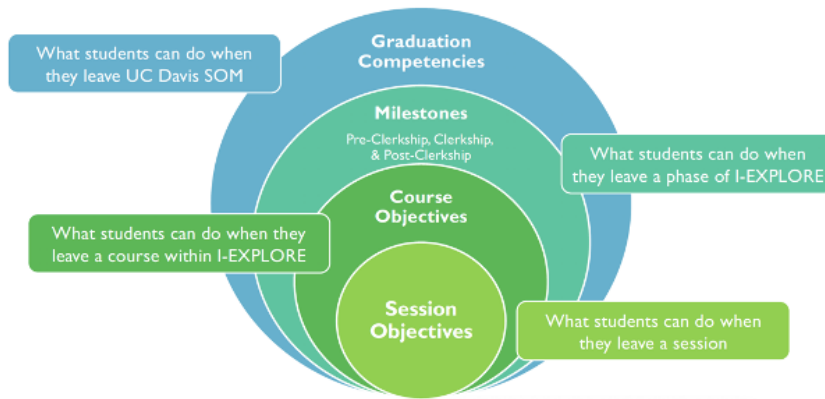 Graduation
Competencies
What students can do when
they leave UC Davis SOM
Milestones
Pre-Clerkship, Clerkship,
& Post-Clerkship
What students can do when
they leave a phase of I-EXPLORE
Course
Objectives
What students can do when they
leave a course within I-EXPLORE
Session
Objectives
What students can do when
they leave a session